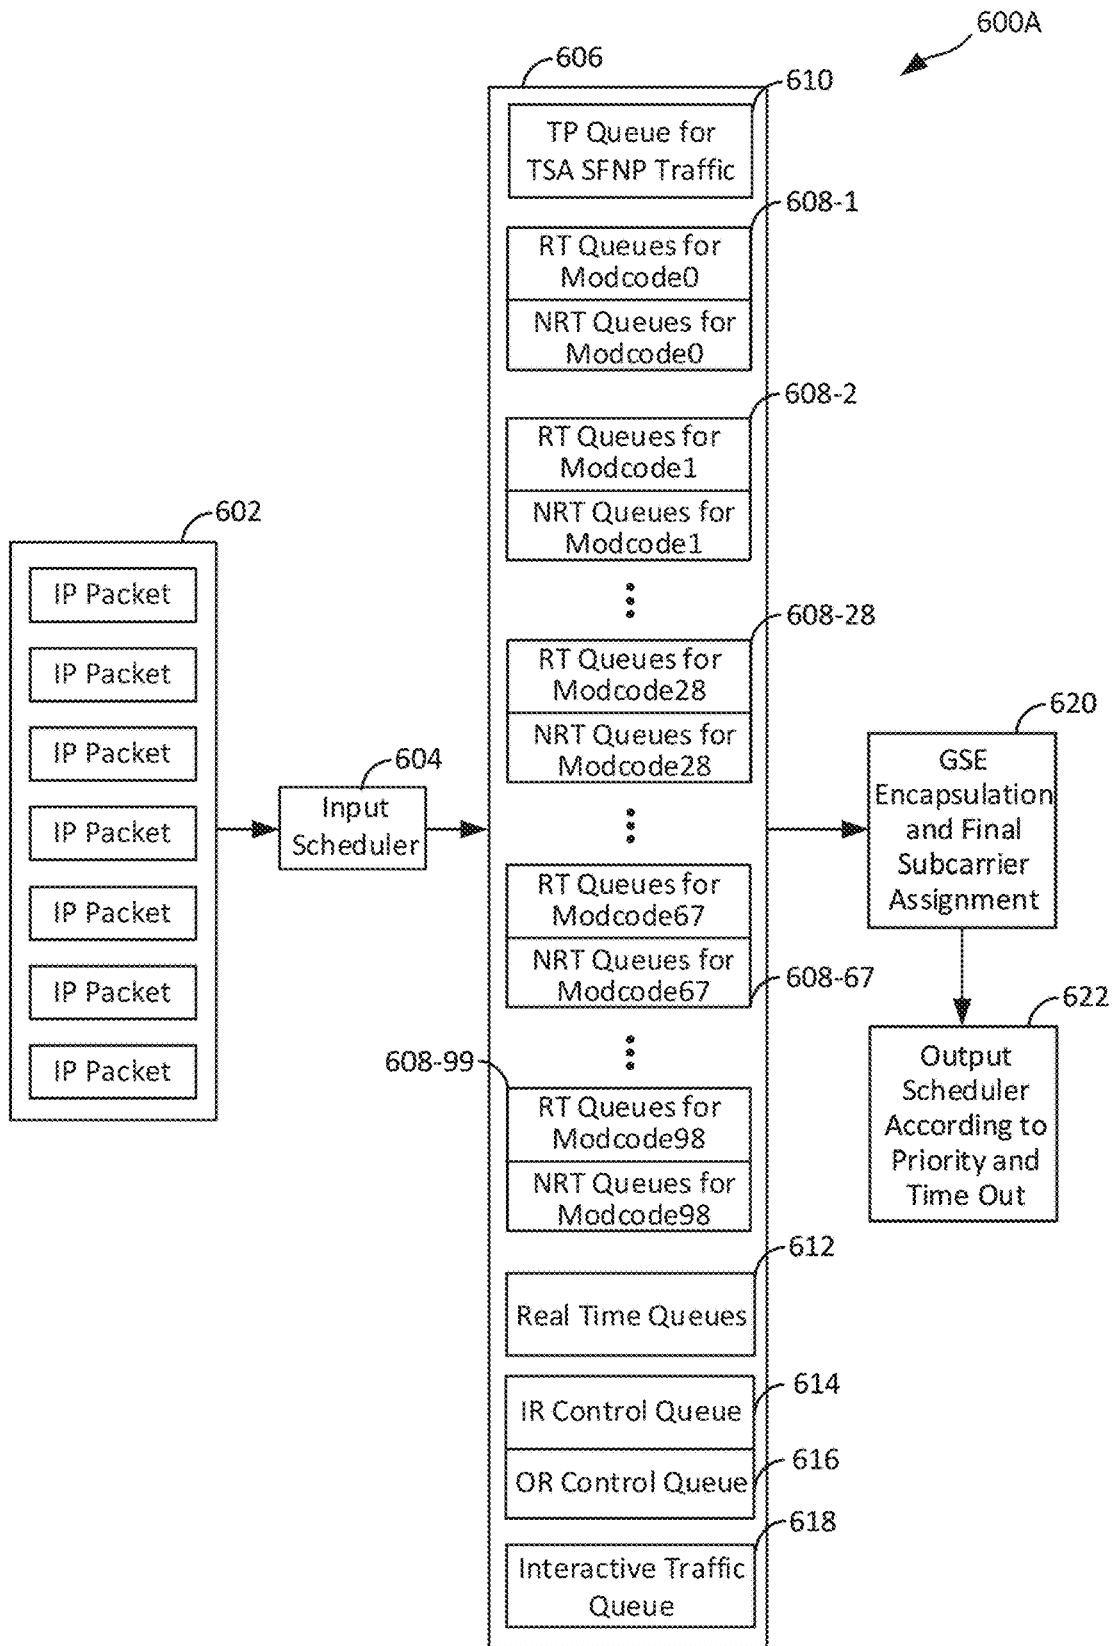 600A
606
610
TP Queue for
TSA SFNP Traffic
608-1
RT Queues for
Modcode0
NRT Queues for
Modcode0
608-2
RT Queues for
Modcode1
NRT Queues for
Modcode1
602
IP Packet
IP Packet
IP Packet
IP Packet
IP Packet
IP Packet
IP Packet
604
Input
Scheduler
608-28
RT Queues for
Modcode28
NRT Queues for
Modcode28
RT Queues for
Modcode67
NRT Queues for
Modcode67
608-67
608-99
RT Queues for
Modcode98
NRT Queues for
Modcode98
612
Real Time Queues
614
IR Control Queue
616
OR Control Queue
618
Interactive Traffic
Queue
620
GSE
Encapsulation
and Final
Subcarrier
Assignment
622
Output
Scheduler
According to
Priority and
Time Out